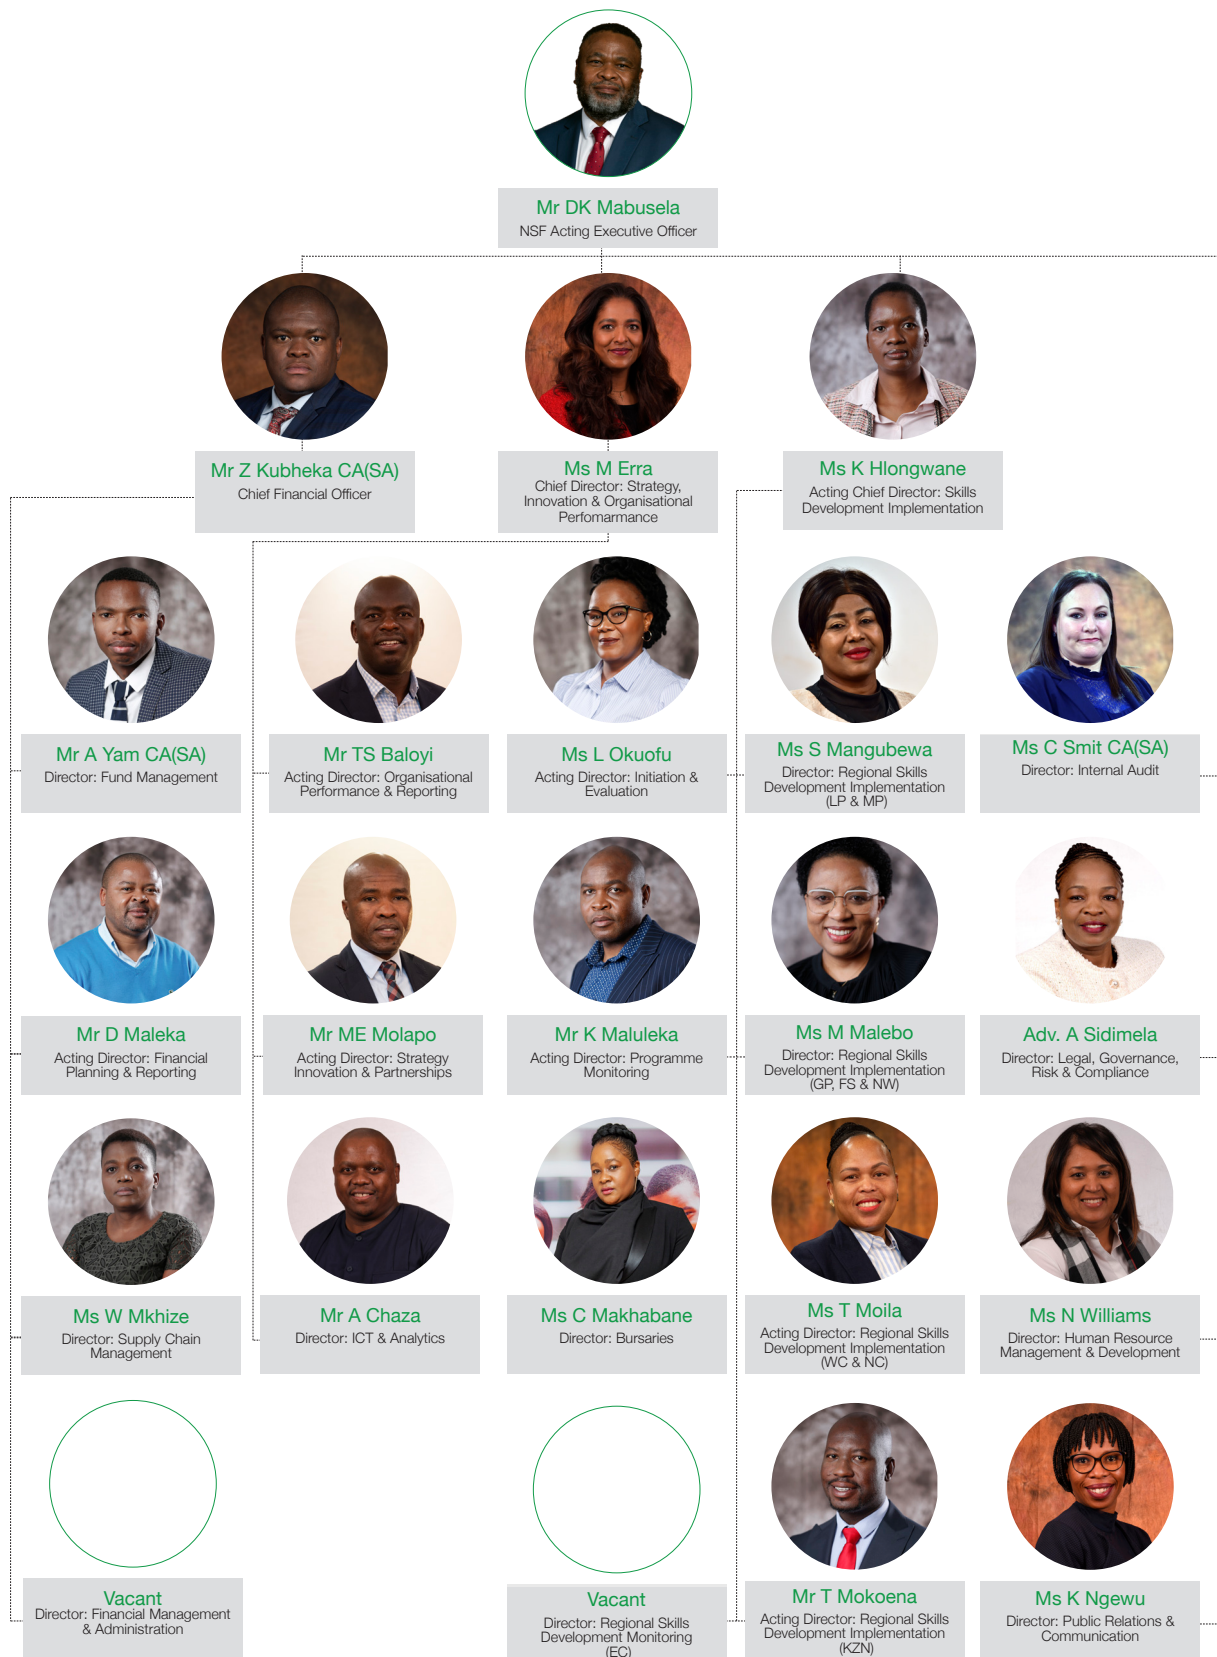 Mr DK Mabusela
NSF Acting Executive Officer
Mr Z Kubheka CA(SA)
Chief Financial Officer
Ms M Erra
Chief Director: Strategy,
Innovation & Organisational
Perfomarmance
Ms K Hlongwane
Acting Chief Director: Skills
Development Implementation
Mr A Yam CA(SA)
Director: Fund Management
Mr TS Baloyi
Acting Director: Organisational
Performance & Reporting
Ms L Okuofu
Acting Director: Initiation &
Evaluation
Ms S Mangubewa
Director: Regional Skills
Development Implementation
(LP & MP)
Ms C Smit CA(SA)
Director: Internal Audit
Mr D Maleka
Acting Director: Financial
Planning & Reporting
Mr ME Molapo
Acting Director: Strategy
Innovation & Partnerships
Mr K Maluleka
Acting Director: Programme
Monitoring
Ms M Malebo
Director: Regional Skills
Development Implementation
(GP, FS & NW)
Adv. A Sidimela
Director: Legal, Governance,
Risk & Compliance
Ms W Mkhize
Director: Supply Chain
Management
Mr A Chaza
Director: ICT & Analytics
Ms C Makhabane
Director: Bursaries
Ms T Moila
Acting Director: Regional Skills
Development Implementation
(WC & NC)
Ms N Williams
Director: Human Resource
Management & Development
Vacant
Director: Financial Management
& Administration
Vacant
Director: Regional Skills
Development Monitoring
(EC)
Mr T Mokoena
Acting Director: Regional Skills
Development Implementation
(KZN)
Ms K Ngewu
Director: Public Relations &
Communication